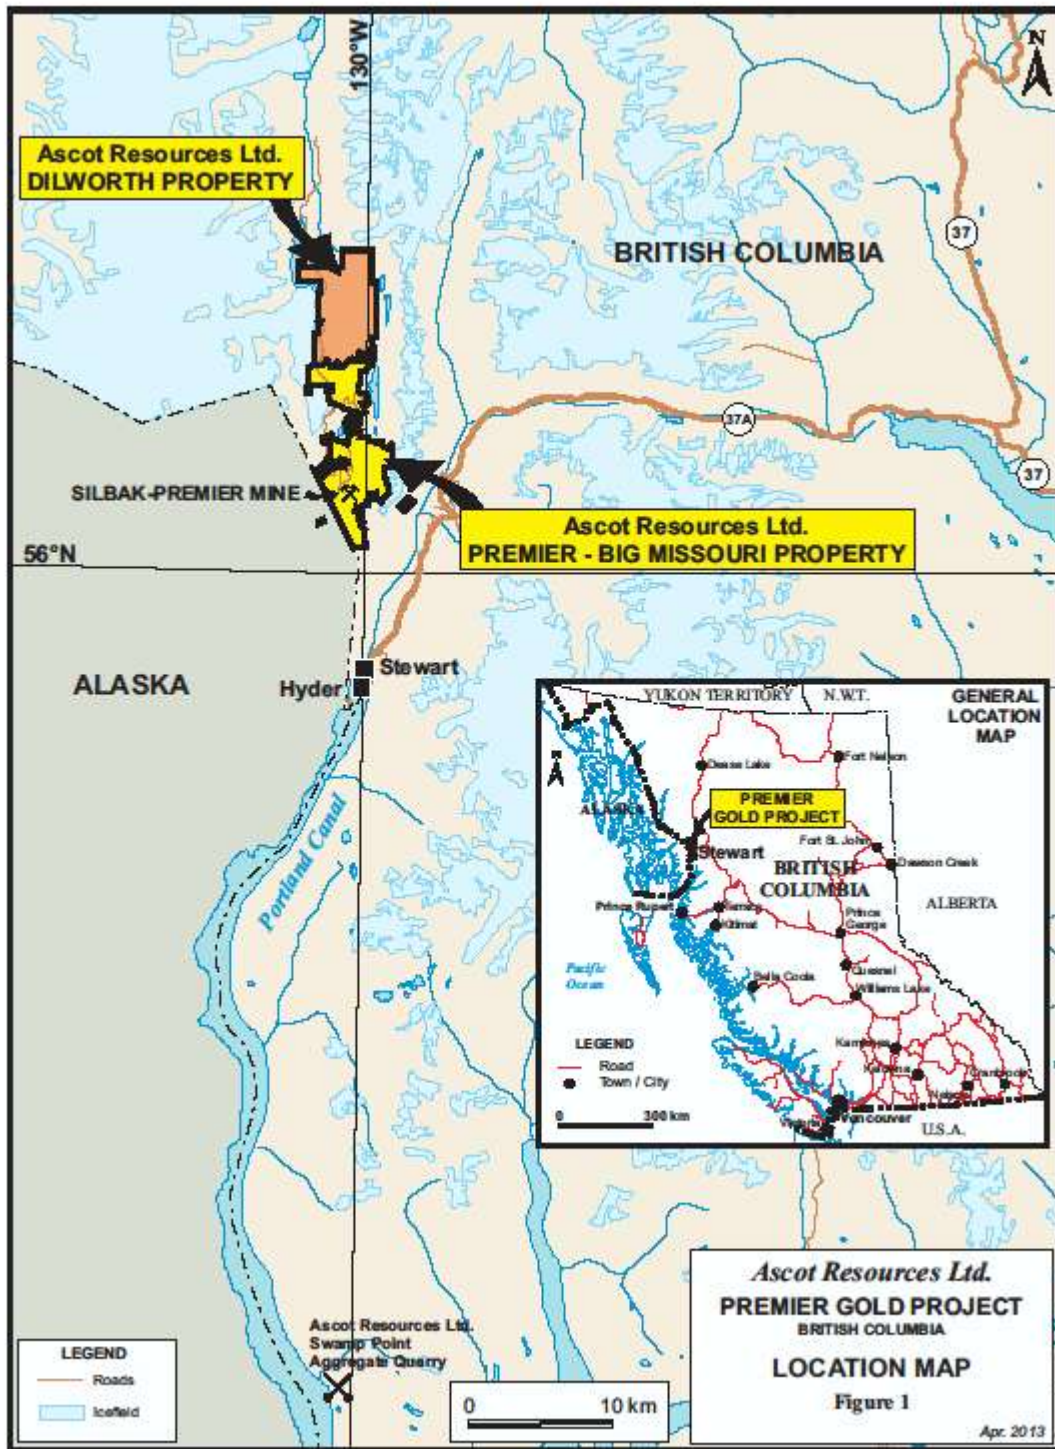 130°W
N
Ascot Resources Ltd.
DILWORTH PROPERTY
BRITISH COLUMBIA
37
37A
37
SILBAK-PREMIER MINE
Ascot Resources Ltd.
PREMIER - BIG MISSOURI PROPERTY
56°N
ALASKA
Stewart
Hyder
Portland Canal
YUKON TERRITORY
N.W.T.
GENERAL
LOCATION
MAP
N
Dease Lake
Fort Nelson
ALASKA
PREMIER
GOLD PROJECT
Stewart
Fort St. John
Dawson Creek
BRITISH
COLUMBIA
ALBERTA
Prince Rupert
Terrace
Kitimat
Prince
George
Pacific
Ocean
Bella Coola
Quesnel
Williams Lake
LEGEND
Road
Town / City
Kamloops
Kelowna
Cranbrook
Nelson
0 300 km
Victoria
Vancouver
U.S.A.
Ascot Resources Ltd.
Swamp Point
Aggregate Quarry
LEGEND
Roads
Icefield
0 10 km
Ascot Resources Ltd.
PREMIER GOLD PROJECT
BRITISH COLUMBIA
LOCATION MAP
Figure 1
Apr. 2013